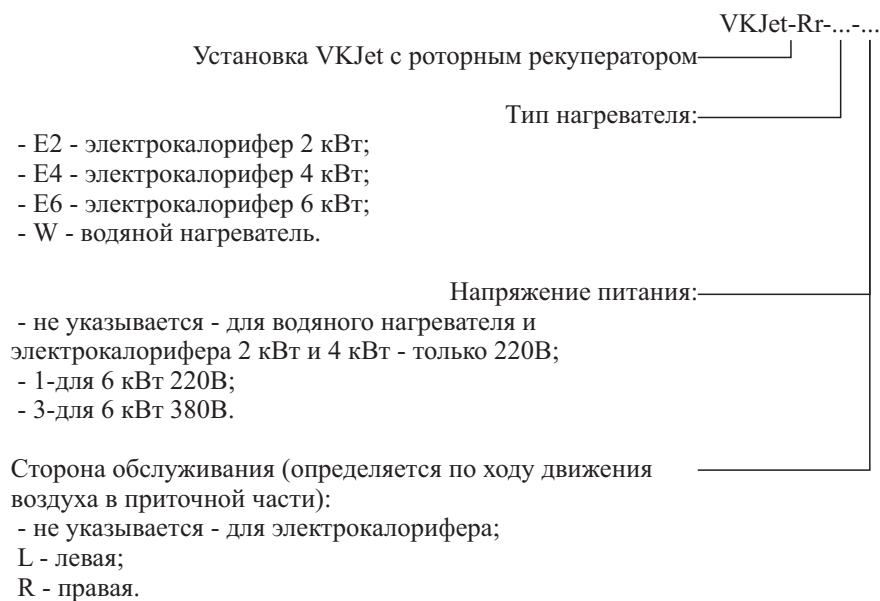 VKJet-Rr-...-...
Установка VKJet с роторным рекуператором
Тип нагревателя:
- E2 - электрокалорифер 2 кВт;
- E4 - электрокалорифер 4 кВт;
- E6 - электрокалорифер 6 кВт;
- W - водяной нагреватель.
Напряжение питания:
- не указывается - для водяного нагревателя и
электрокалорифера 2 кВт и 4 кВт - только 220В;
- 1-для 6 кВт 220В;
- 3-для 6 кВт 380В.
Сторона обслуживания (определяется по ходу движения
воздуха в приточной части):
- не указывается - для электрокалорифера;
L - левая;
R - правая.